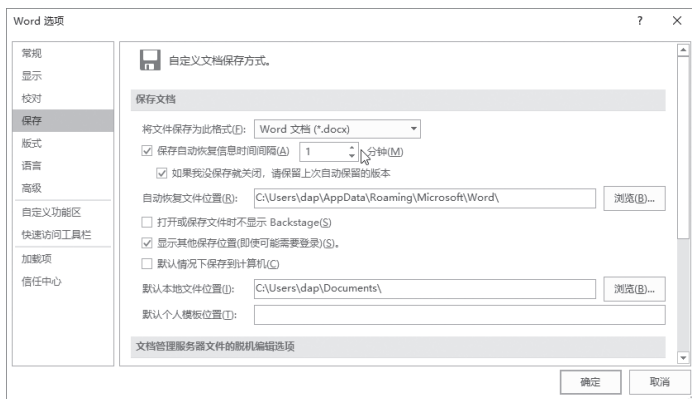 Word 选项
? ×
常规
显示
校对
保存
版式
语言
高级
自定义功能区
快速访问工具栏
加载项
信任中心
自定义文档保存方式。
保存文档
将文件保存为此格式(F): Word 文档 (*.docx)
保存自动恢复信息时间间隔(A) 1 分钟(M)
如果我没保存就关闭，请保留上次自动保留的版本
自动恢复文件位置(R): C:\Users\dap\AppData\Roaming\Microsoft\Word\ 浏览(B)...
打开或保存文件时不显示 Backstage(S)
显示其他保存位置(即使可能需要登录)(S)。
默认情况下保存到计算机(C)
默认本地文件位置(I): C:\Users\dap\Documents\ 浏览(B)...
默认个人模板位置(T):
文档管理服务器文件的脱机编辑选项
确定 取消